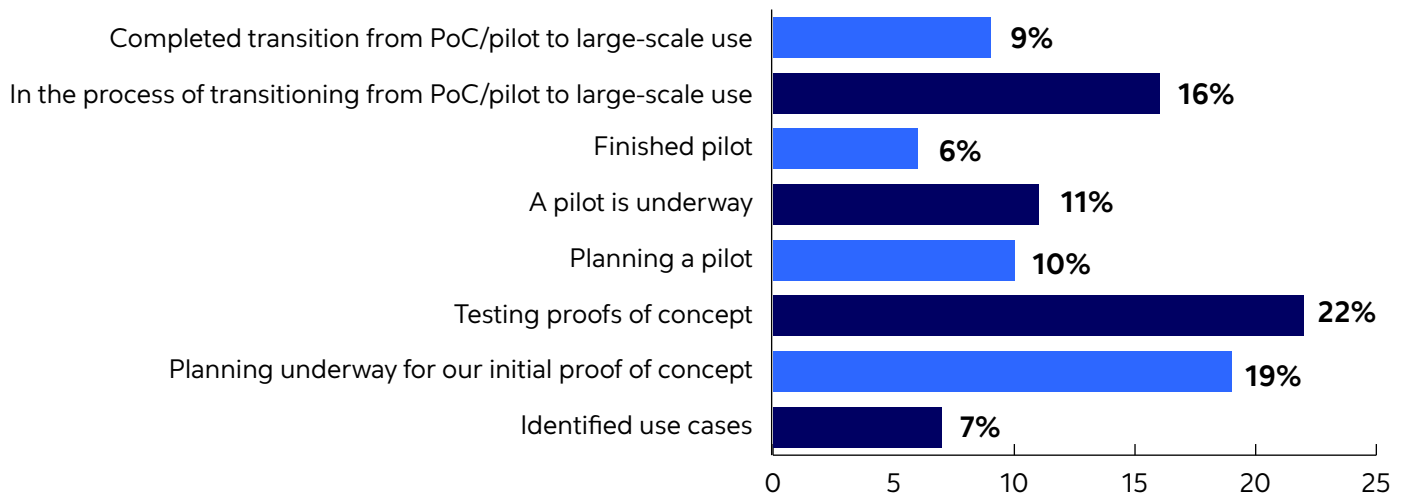 Completed transition from PoC/pilot to large-scale use 9%
In the process of transitioning from PoC/pilot to large-scale use 16%
Finished pilot 6%
A pilot is underway 11%
Planning a pilot 10%
Testing proofs of concept 22%
Planning underway for our initial proof of concept 19%
Identified use cases 7%
0 5 10 15 20 25